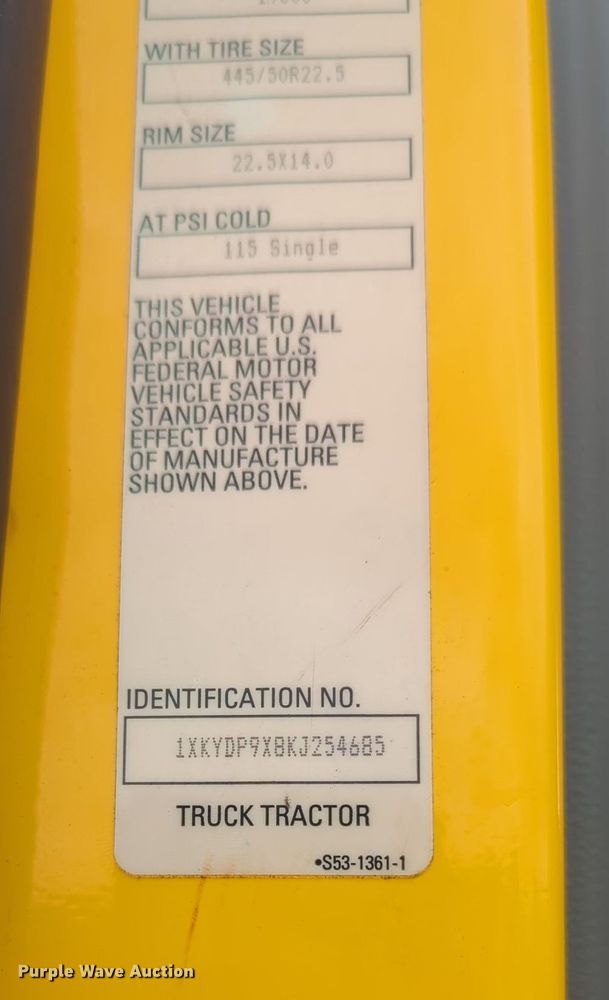 WITH TIRE SIZE
445/50R22.5
RIM SIZE
22.5X14.0
AT PSI COLD
115 Single
THIS VEHICLE
CONFORMS TO ALL
APPLICABLE U.S.
FEDERAL MOTOR
VEHICLE SAFETY
STANDARDS IN
EFFECT ON THE DATE
OF MANUFACTURE
SHOWN ABOVE.
IDENTIFICATION NO.
1XKYDP9X8KJ254685
TRUCK TRACTOR
•S53-1361-1
Purple Wave Auction